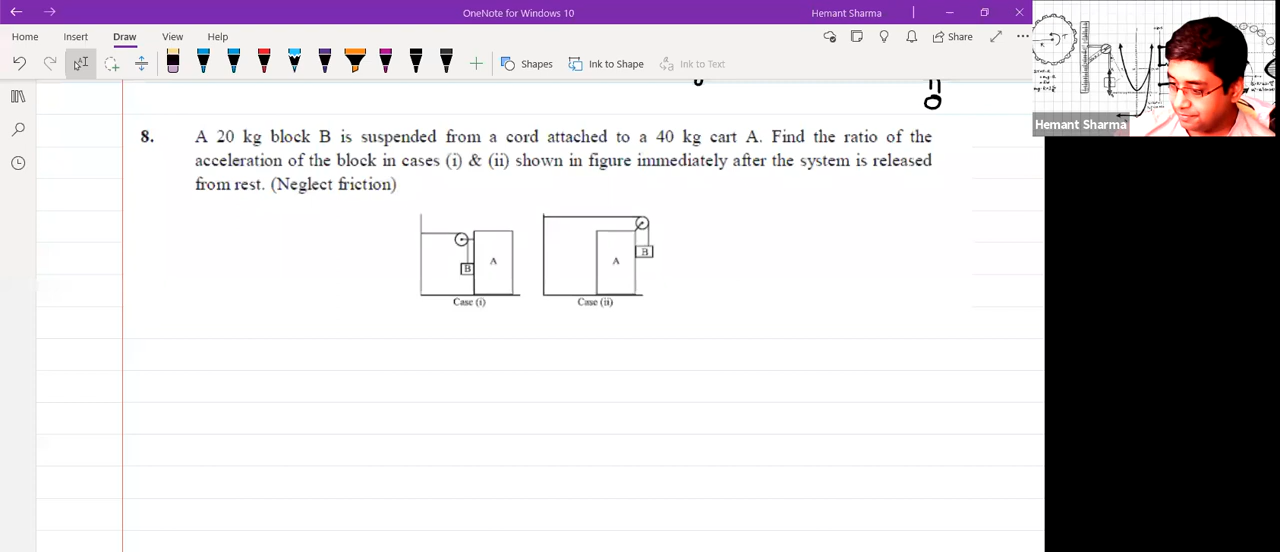 OneNote for Windows 10
Hemant Sharma
Home
Insert
Draw
View
Help
Share
Shapes
Ink to Shape
Ink to Text
8. A 20 kg block B is suspended from a cord attached to a 40 kg cart A. Find the ratio of the
acceleration of the block in cases (i) & (ii) shown in figure immediately after the system is released
from rest. (Neglect friction)
B
A
Case (i)
A
B
Case (ii)
Hemant Sharma